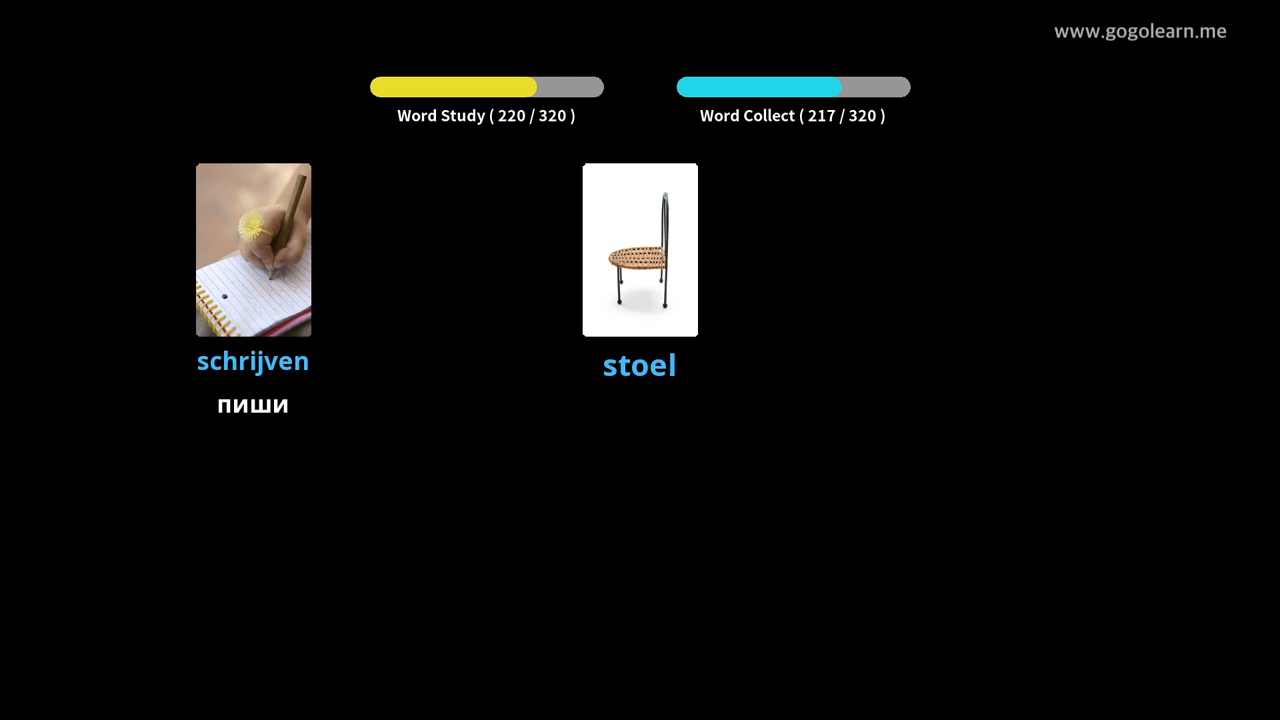 www.gogolearn.me
Word Study ( 220 / 320 )
Word Collect ( 217 / 320 )
schrijven
stoel
пиши